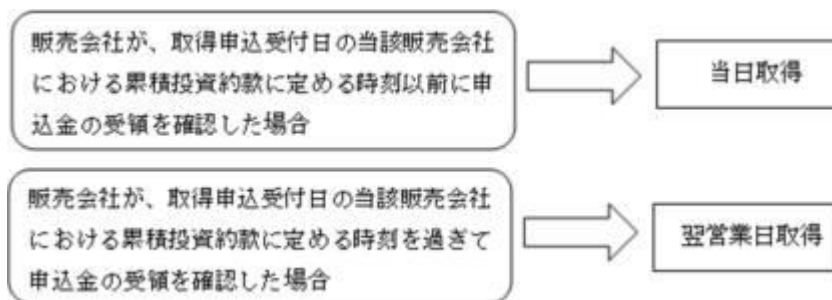 販売会社が、取得申込受付日の当該販売会社
における累積投資約款に定める時刻以前に申
込金の受領を確認した場合
当日取得
販売会社が、取得申込受付日の当該販売会社
における累積投資約款に定める時刻を過ぎて
申込金の受領を確認した場合
翌営業日取得